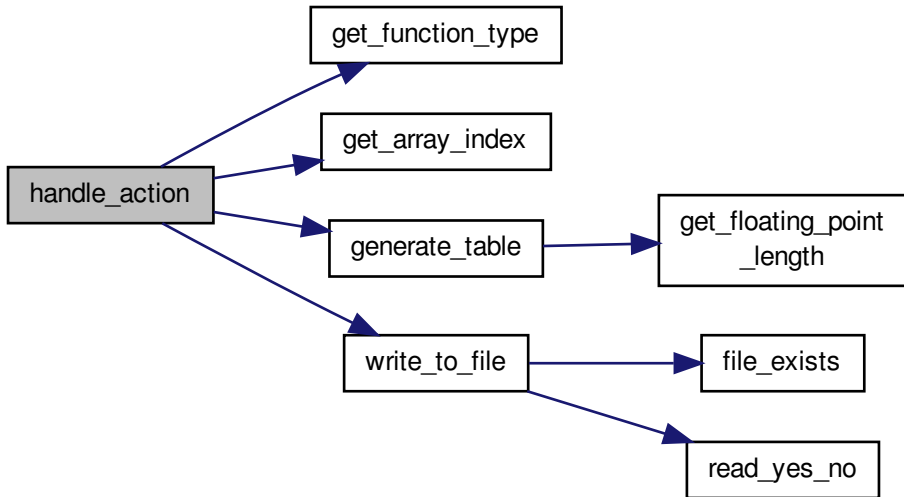 get_function_type
get_array_index
handle_action
generate_table
get_floating_point
_length
write_to_file
file_exists
read_yes_no